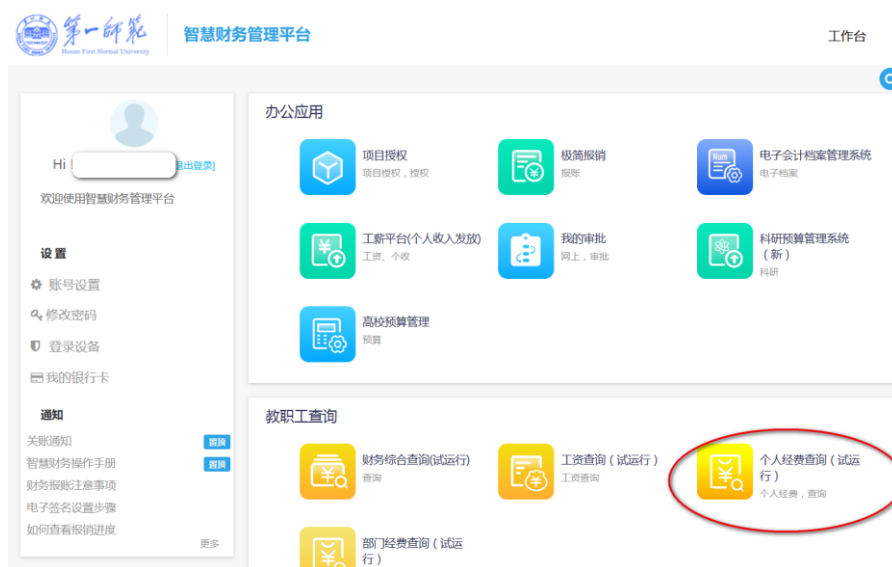 第一師範
Hunan First Normal University
智慧财务管理平台
工作台
Hi !
退出登录]
欢迎使用智慧财务管理平台
设置
账号设置
修改密码
登录设备
我的银行卡
通知
关账通知
置顶
智慧财务操作手册
置顶
财务报账注意事项
电子签名设置步骤
如何查看报销进度
更多
办公应用
项目授权
项目授权，授权
极简报销
报账
Num
电子会计档案管理系统
电子档案
工薪平台(个人收入发放)
工资、个收
我的审批
网上，审批
科研预算管理系统
（新）
科研
高校预算管理
预算
教职工查询
财务综合查询(试运行)
查询
工资查询（试运行）
工资查询
个人经费查询（试运
行）
个人经费，查询
部门经费查询（试运
行）